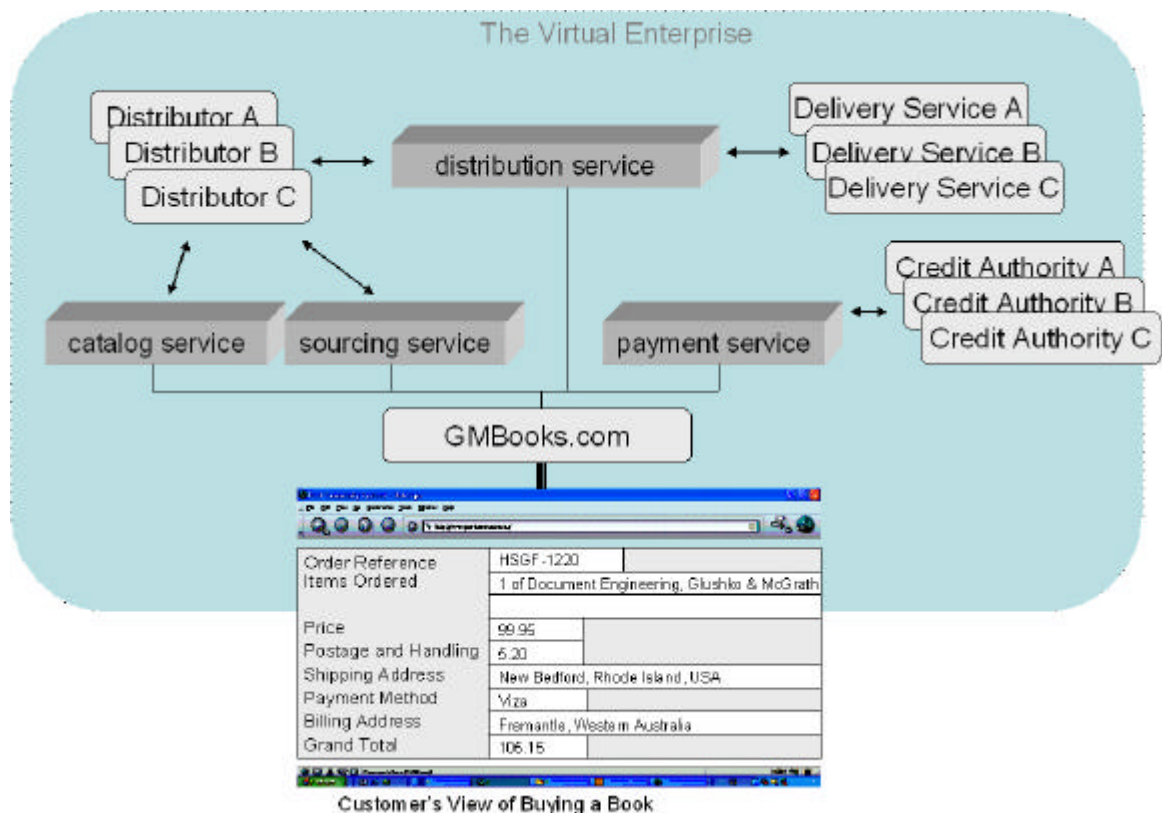 The Virtual Enterprise
Distributor A
Distributor B
Distributor C
distribution service
Delivery Service A
Delivery Service B
Delivery Service C
Credit Authority A
Credit Authority B
Credit Authority C
catalog service
sourcing service
payment service
GMBooks.com
Order Reference HSGF-1220
Items Ordered 1 of Document Engineering, Glushko & McGrath
Price 99.95
Postage and Handling 5.20
Shipping Address New Bedford, Rhode Island, USA
Payment Method Viza
Billing Address Fremantle, Western Australia
Grand Total 105.15
Customer's View of Buying a Book